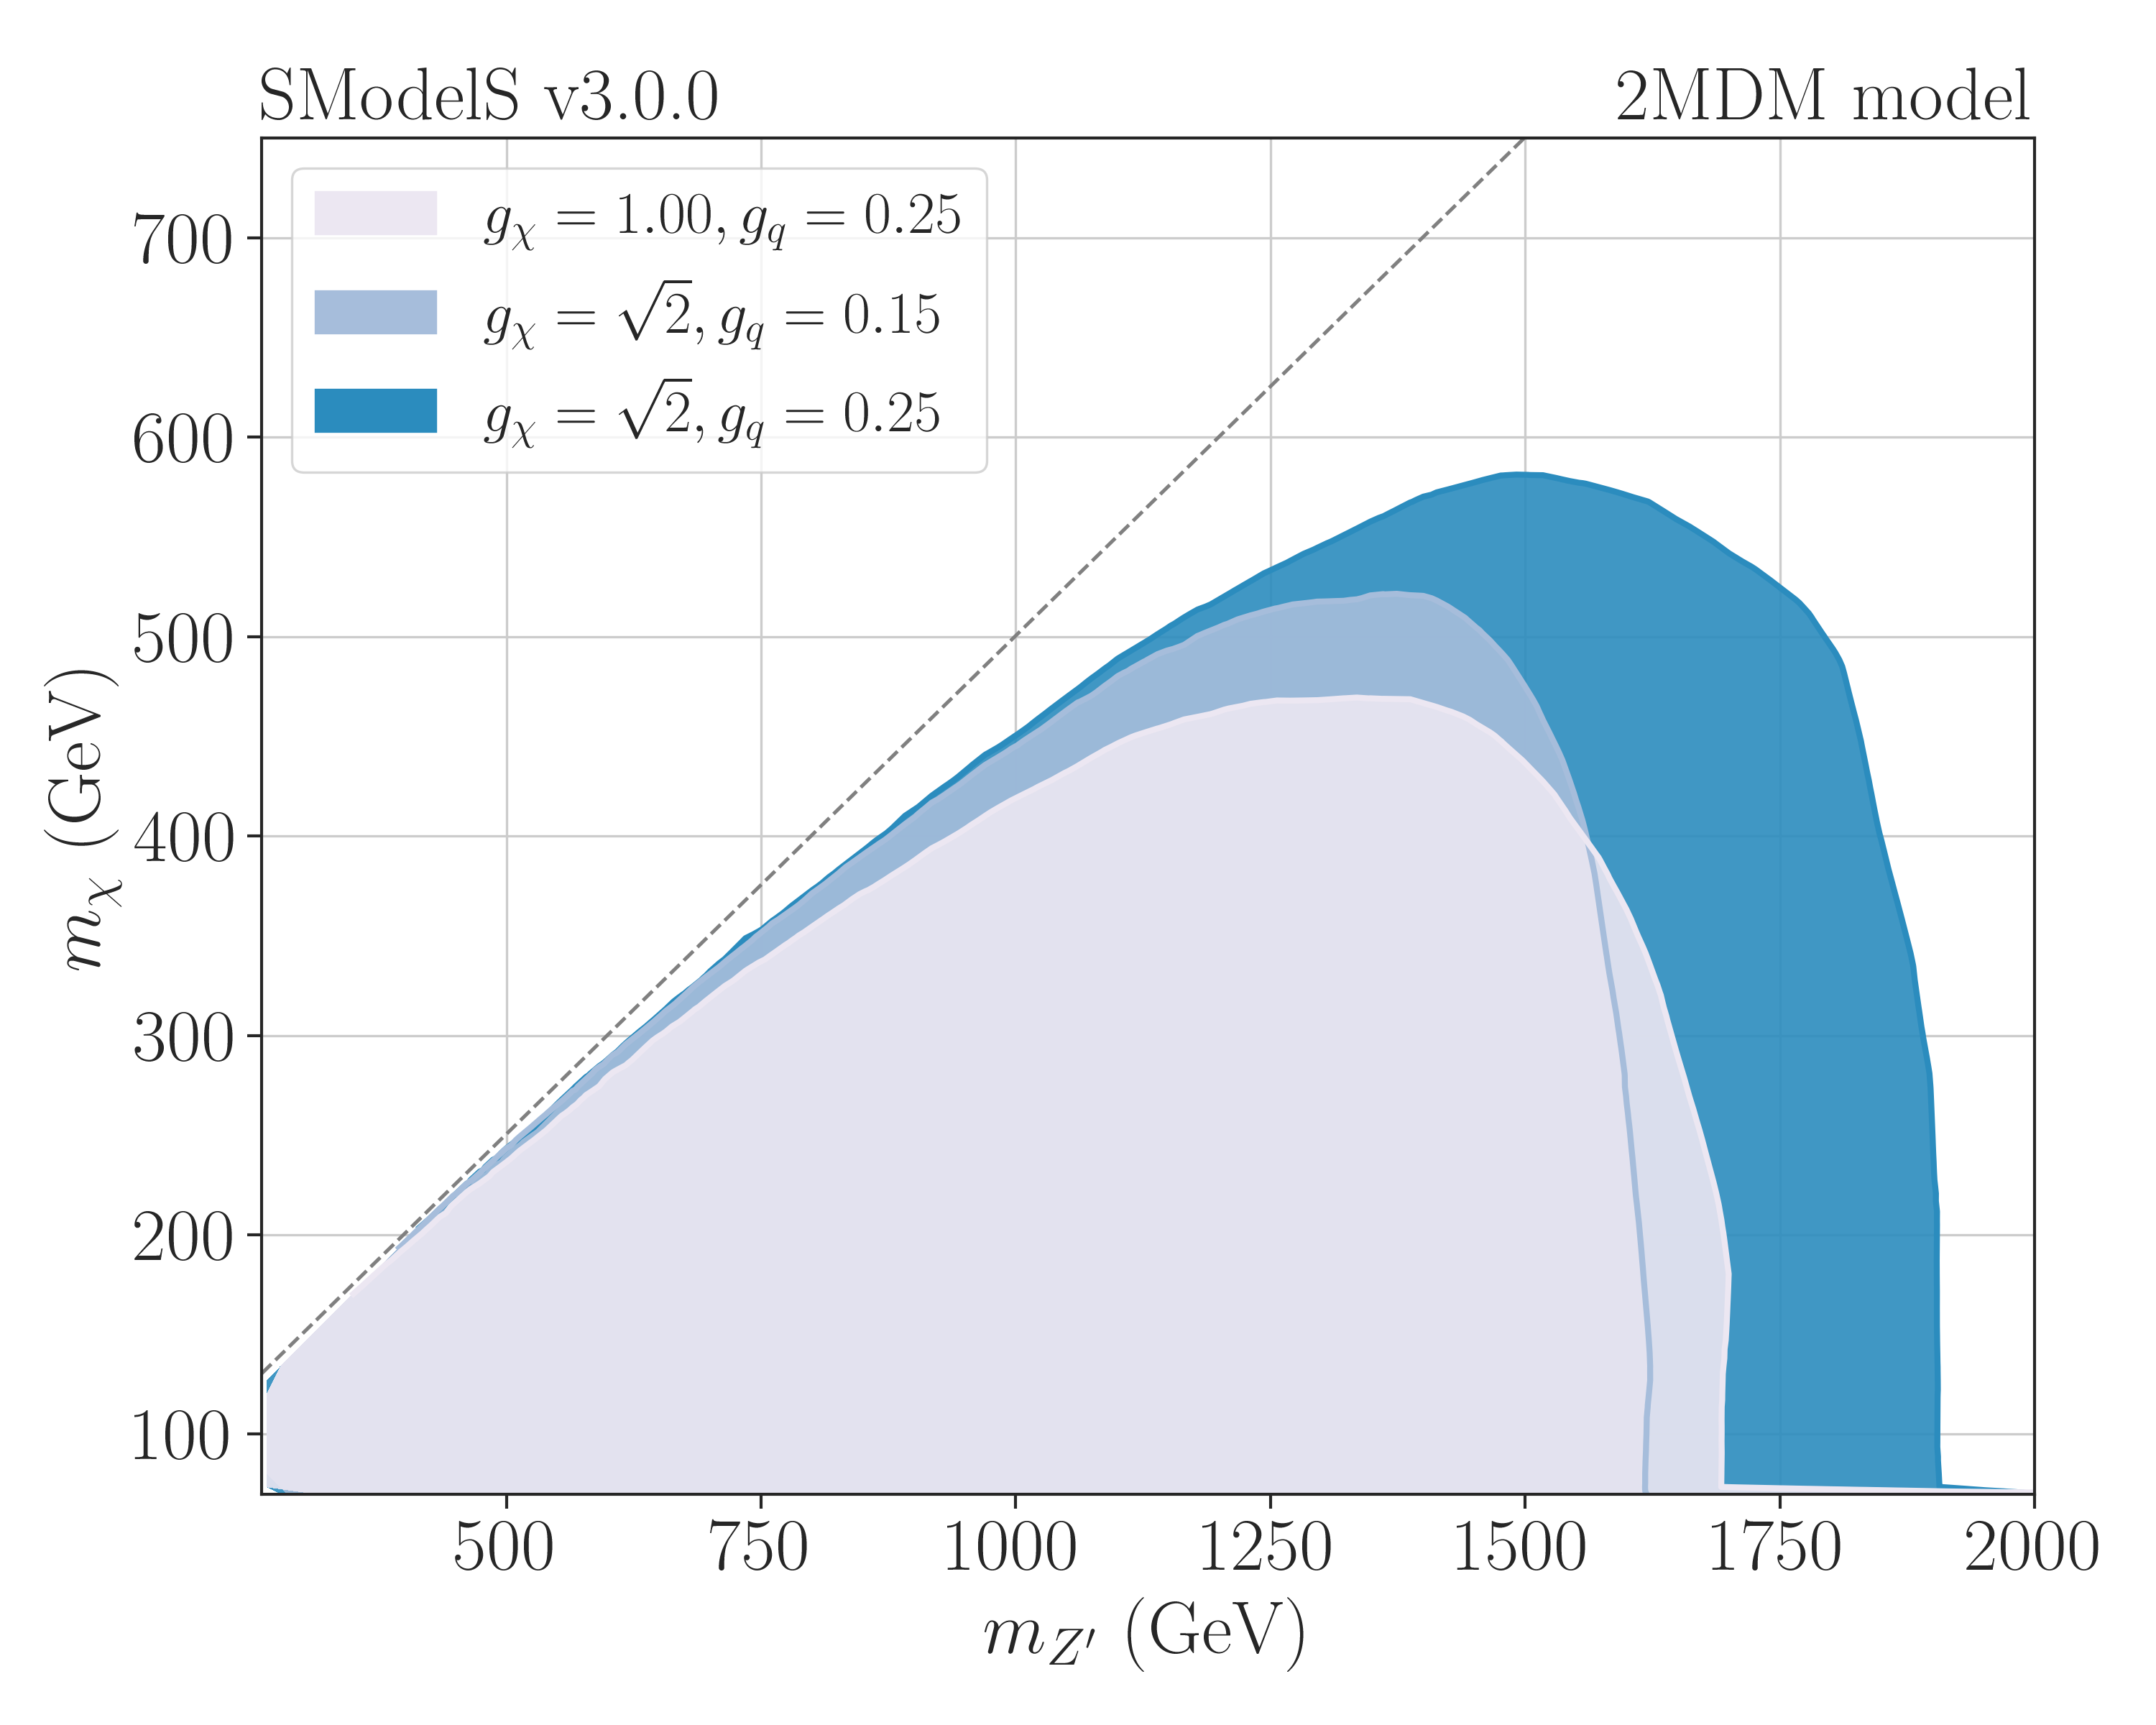 SModelS v3.0.0
2MDM model
gχ = 1.00, gq = 0.25
gχ = √2, gq = 0.15
gχ = √2, gq = 0.25
700
600
500
400
300
200
100
mχ (GeV)
500 750 1000 1250 1500 1750 2000
mZ′ (GeV)